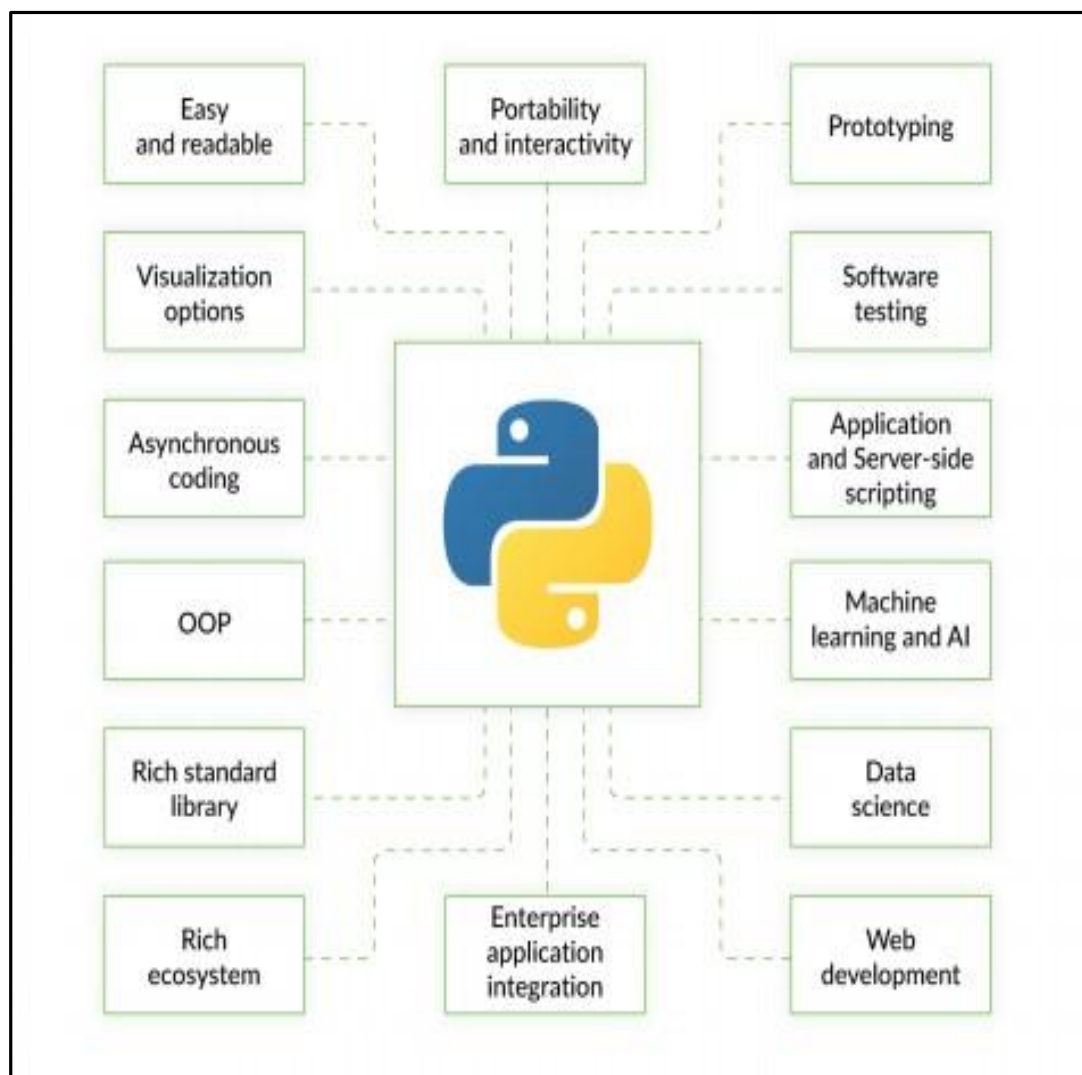 Easy
and readable
Portability
and interactivity
Prototyping
Visualization
options
Software
testing
Asynchronous
coding
Application
and Server-side
scripting
OOP
Machine
learning and AI
Rich standard
library
Data
science
Rich
ecosystem
Enterprise
application
integration
Web
development